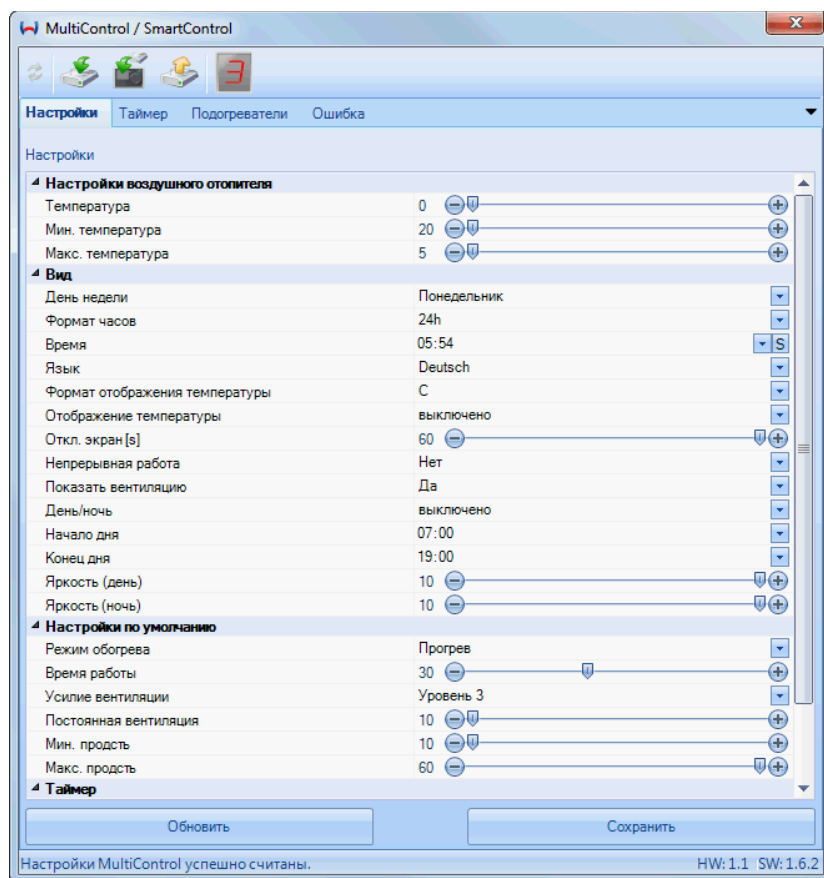 MultiControl / SmartControl
Настройки Таймер Подогреватели Ошибка
Настройки
Настройки воздушного отопителя
Температура 0
Мин. температура 20
Макс. температура 5
Вид
День недели Понедельник
Формат часов 24h
Время 05:54 S
Язык Deutsch
Формат отображения температуры C
Отображение температуры выключено
Откл. экран [s] 60
Непрерывная работа Нет
Показать вентиляцию Да
День/ночь выключено
Начало дня 07:00
Конец дня 19:00
Яркость (день) 10
Яркость (ночь) 10
Настройки по умолчанию
Режим обогрева Прогрев
Время работы 30
Усилие вентиляции Уровень 3
Постоянная вентиляция 10
Мин. продсть 10
Макс. продсть 60
Таймер
Обновить Сохранить
Настройки MultiControl успешно считаны. HW: 1.1 SW: 1.6.2